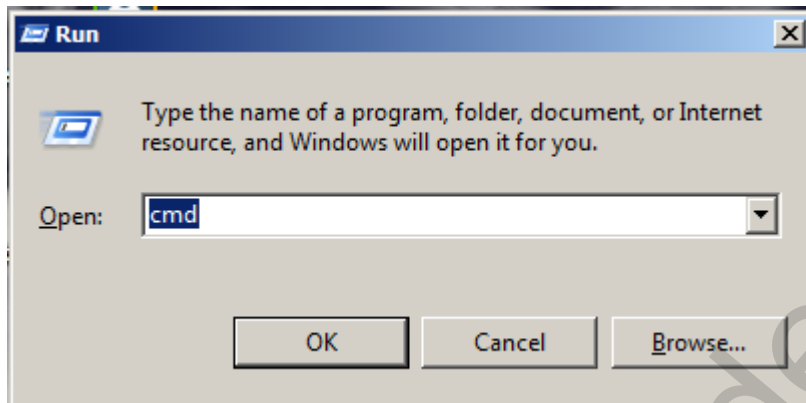 Run
Type the name of a program, folder, document, or Internet
resource, and Windows will open it for you.
Open: cmd
OK Cancel Browse...